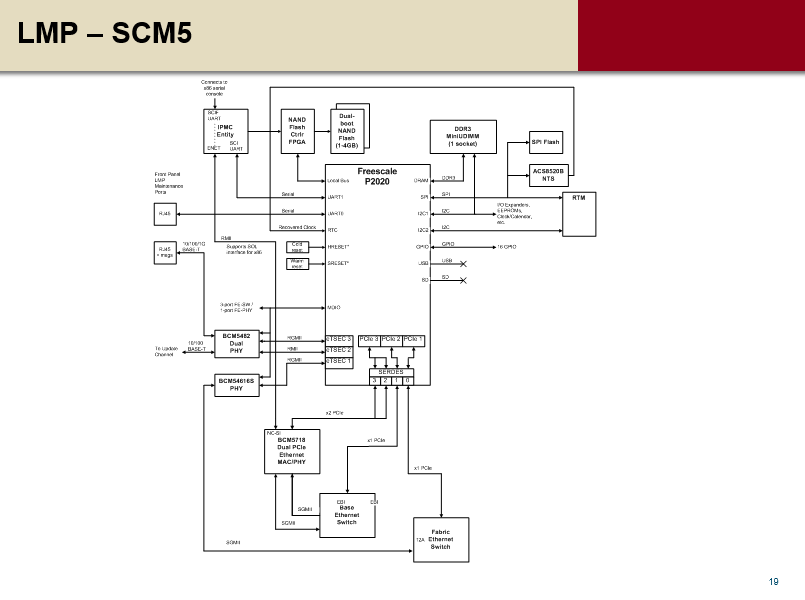 LMP – SCM5
Connects to
x86 serial
console
SCIF
UART
IPMC
Entity
SCI
ENET
UART
NAND
Flash
Ctrlr
FPGA
Dual-
boot
NAND
Flash
(1-4GB)
DDR3
MiniUDIMM
(1 socket)
SPI Flash
ACS8520B
NTS
RTM
Freescale
P2020
Front Panel
LMP
Maintenance
Ports
RJ45
RJ45
+ mags
10/100/1G
BASE-T
Local Bus
Serial
UART1
Serial
UART0
Recovered Clock
RTC
RMII
Supports SOL
interface for x86
Cold
reset
HRESET*
Warm
reset
SRESET*
DRAM
DDR3
SPI
SPI
I2C1
I2C
I/O Expanders,
EEPROMs,
Clock/Calendar,
etc.
I2C2
I2C
GPIO
GPIO
16 GPIO
USB
USB
SD
SD
3-port FE-SW /
1-port FE-PHY
MDIO
BCM5482
Dual
PHY
To Update
Channel
10/100
BASE-T
RGMII
eTSEC 3
RMII
eTSEC 2
RGMII
eTSEC 1
PCIe 3
PCIe 2
PCIe 1
SERDES
3
2
1
0
BCM54616S
PHY
x2 PCIe
x1 PCIe
x1 PCIe
NC-SI
BCM5718
Dual PCIe
Ethernet
MAC/PHY
SGMII
SGMII
EBI
EBI
Base
Ethernet
Switch
SGMII
12A
Fabric
Ethernet
Switch
19